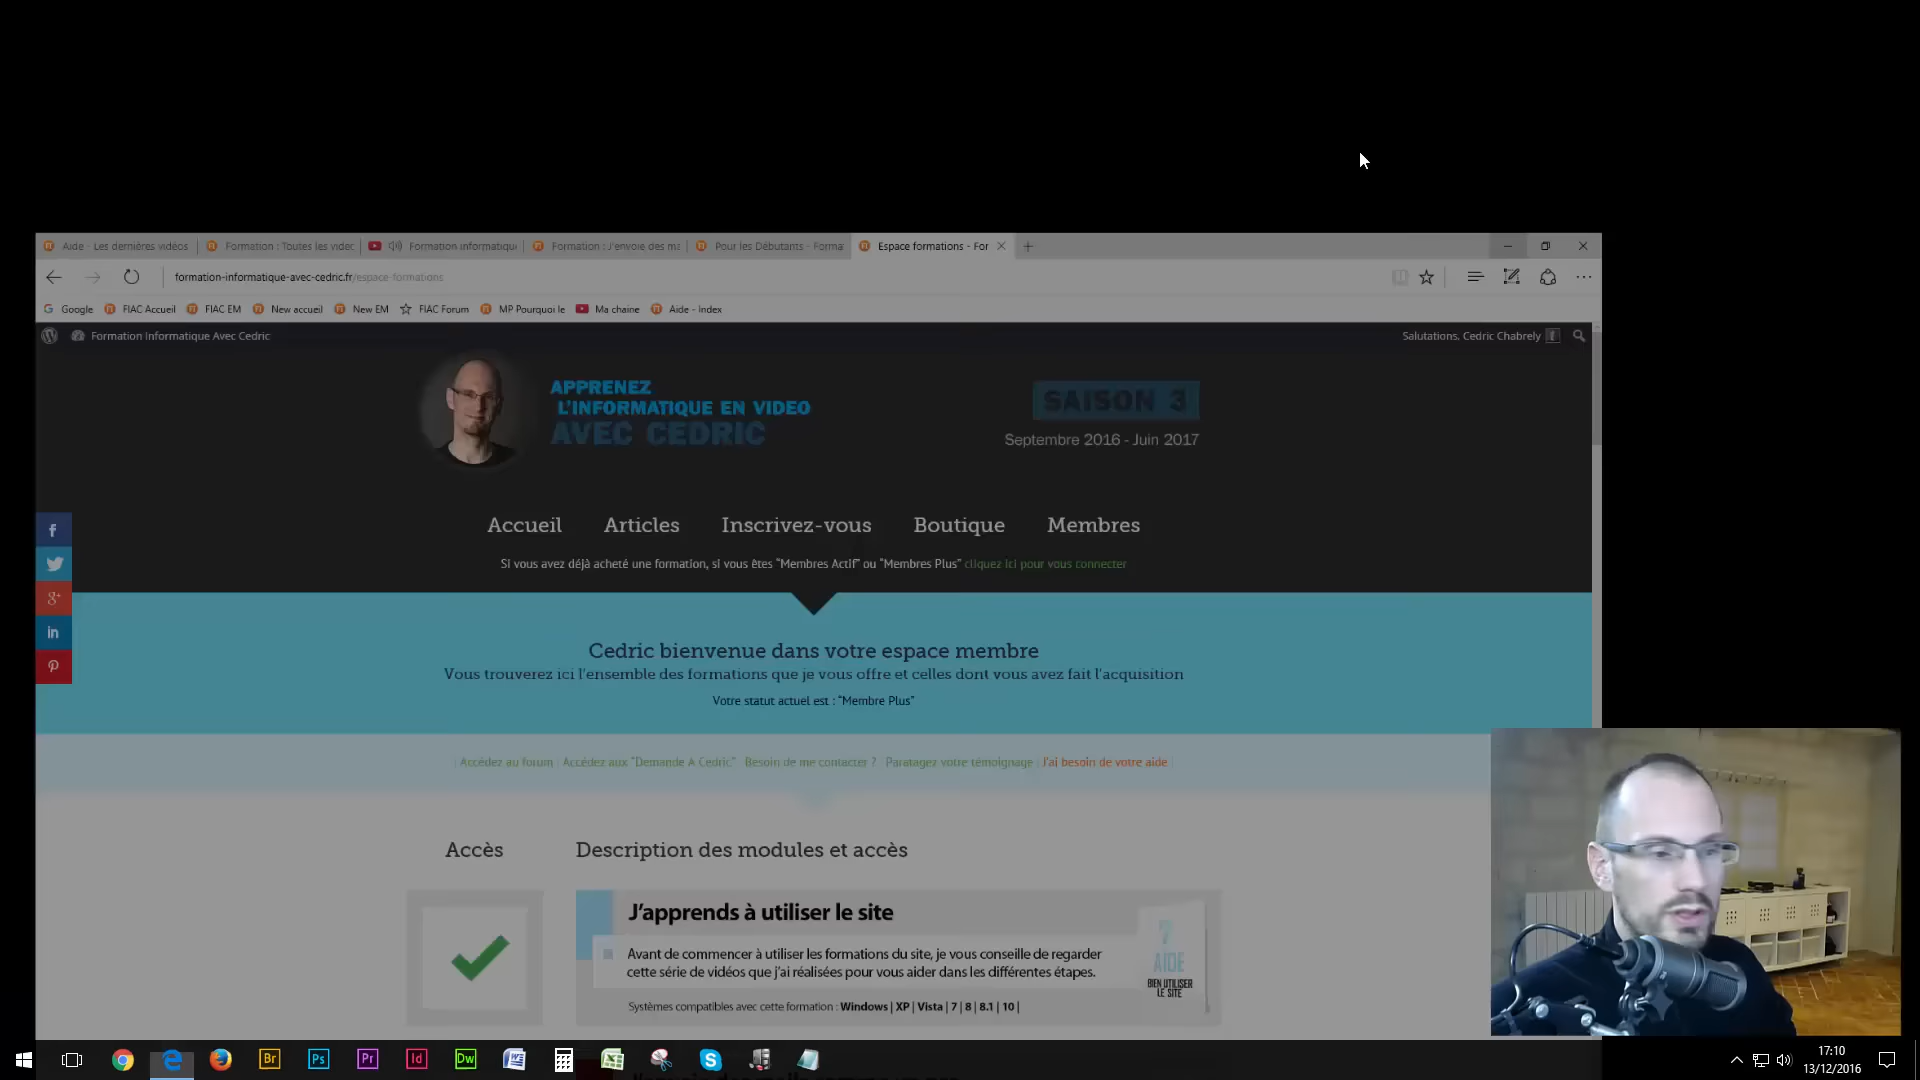 Aide - Les dernières vidéos
Formation : Toutes les videc
Formation informatiqu
Formation : J'envoie des ma
Pour les Débutants - Forma
Espace formations - For
formation-informatique-avec-cedric.fr/espace-formations
Google
FIAC Accueil
FIAC EM
New accueil
New EM
FIAC Forum
MP Pourquoi le
Ma chaine
Aide - Index
Formation Informatique Avec Cedric
Salutations, Cedric Chabrely
APPRENEZ
L'INFORMATIQUE EN VIDEO
AVEC CEDRIC
SAISON 3
Septembre 2016 - Juin 2017
Accueil
Articles
Inscrivez-vous
Boutique
Membres
Si vous avez déjà acheté une formation, si vous êtes "Membres Actif" ou "Membres Plus" cliquez ici pour vous connecter
Cedric bienvenue dans votre espace membre
Vous trouverez ici l'ensemble des formations que je vous offre et celles dont vous avez fait l'acquisition
Votre statut actuel est : "Membre Plus"
| Accédez au forum | Accédez aux "Demande A Cedric" | Besoin de me contacter ? | Paratagez votre témoignage | J'ai besoin de votre aide |
Accès
Description des modules et accès
J'apprends à utiliser le site
Avant de commencer à utiliser les formations du site, je vous conseille de regarder
cette série de vidéos que j'ai réalisées pour vous aider dans les différentes étapes.
Systèmes compatibles avec cette formation : Windows | XP | Vista | 7 | 8 | 8.1 | 10 |
?
AIDE
BIEN UTILISER
LE SITE
f
g+
in
Br
Ps
Pr
Id
Dw
17:10
13/12/2016